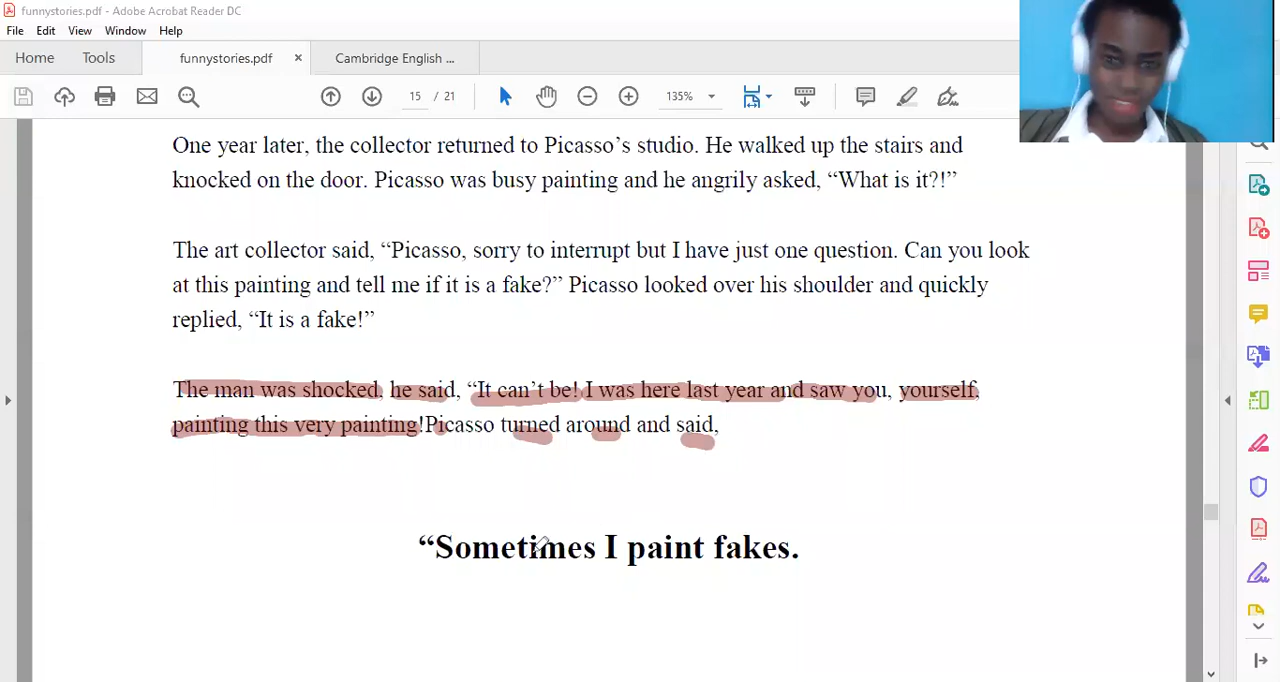 funnystories.pdf - Adobe Acrobat Reader DC
File Edit View Window Help
Home Tools funnystories.pdf × Cambridge English ...
15 / 21 135%
One year later, the collector returned to Picasso’s studio. He walked up the stairs and
knocked on the door. Picasso was busy painting and he angrily asked, “What is it?!”
The art collector said, “Picasso, sorry to interrupt but I have just one question. Can you look
at this painting and tell me if it is a fake?” Picasso looked over his shoulder and quickly
replied, “It is a fake!”
The man was shocked, he said, “It can’t be! I was here last year and saw you, yourself,
painting this very painting!Picasso turned around and said,
“Sometimes I paint fakes.